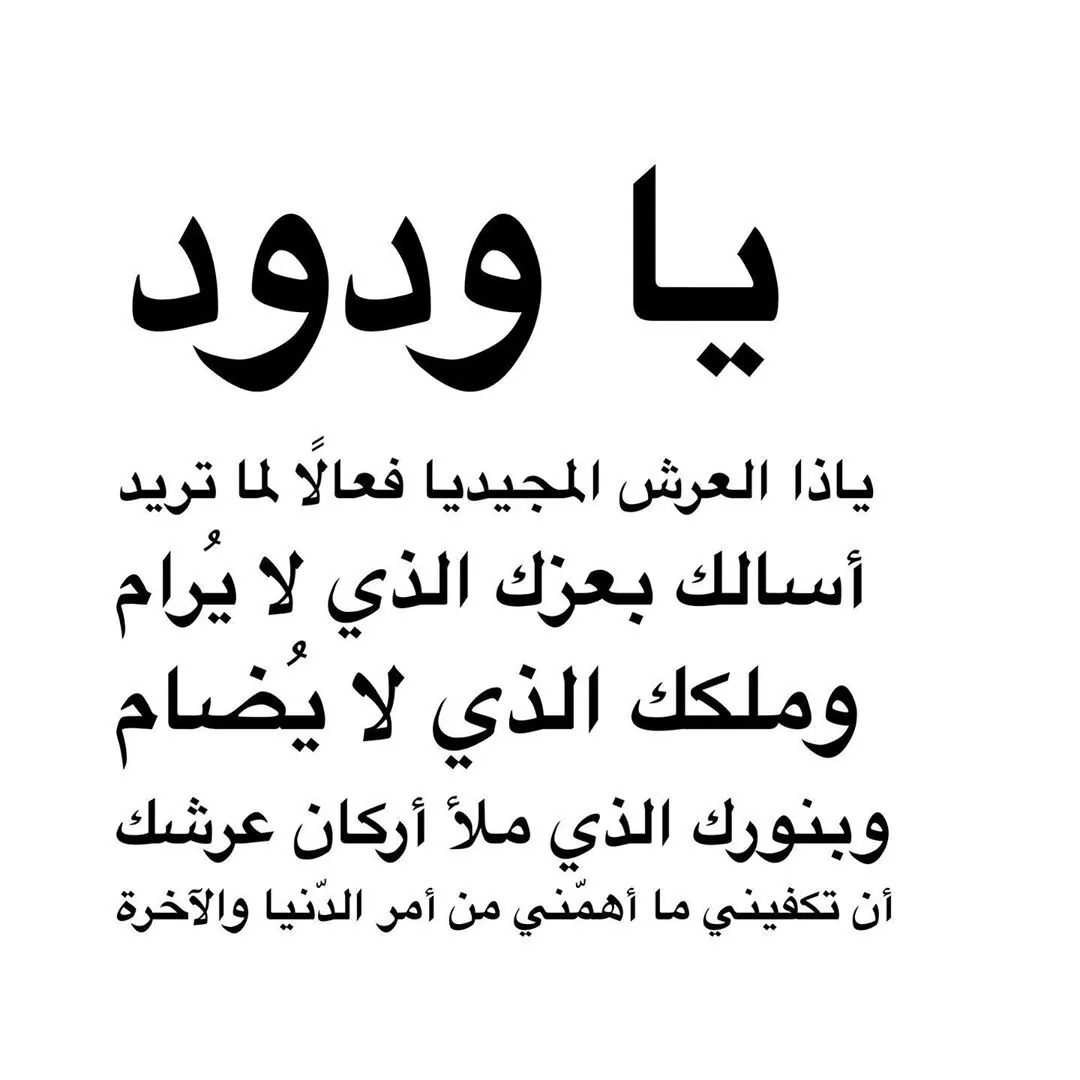 يا ودود
ياذا العرش المجيديا فعالًا لما تريد
أسالك بعزك الذي لا يُرام
وملكك الذي لا يُضام
وبنورك الذي ملأ أركان عرشك
أن تكفيني ما أهمّني من أمر الدّنيا والآخرة